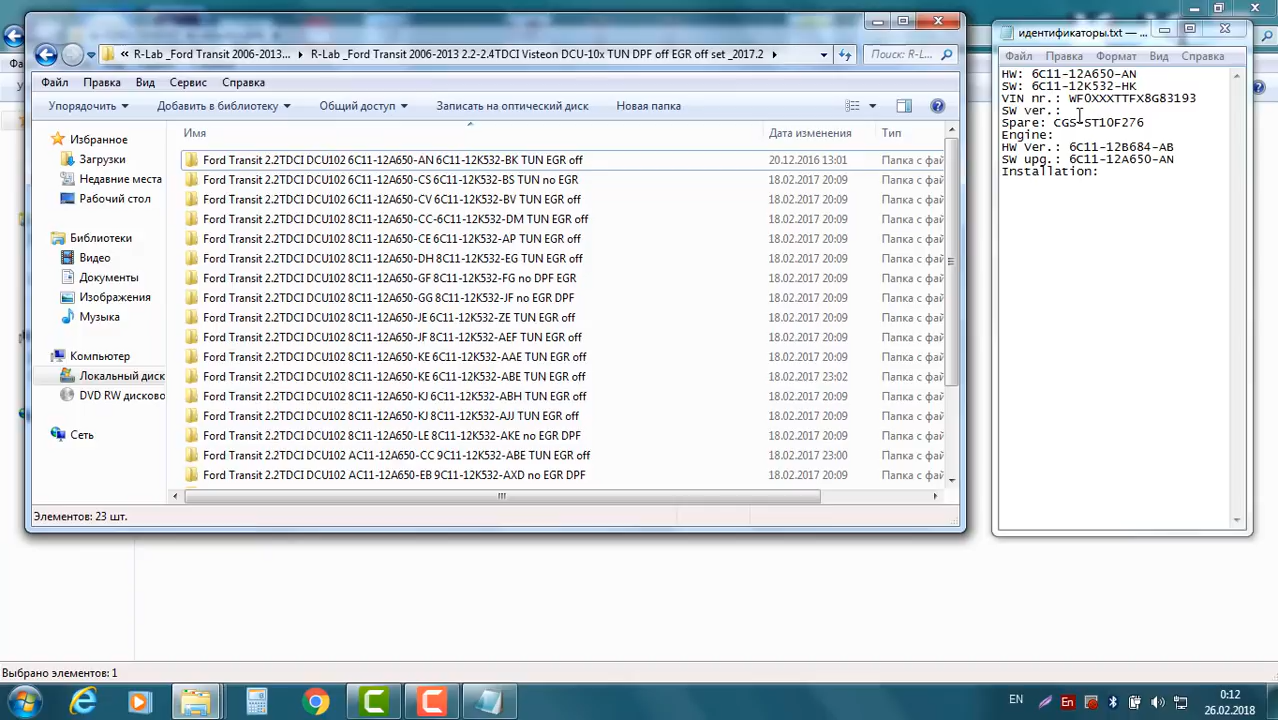 « R-Lab _Ford Transit 2006-2013... ▸ R-Lab _Ford Transit 2006-2013 2.2-2.4TDCI Visteon DCU-10x TUN DPF off EGR off set _2017.2 ▸
Поиск: R-L...
Файл Правка Вид Сервис Справка
Упорядочить Добавить в библиотеку Общий доступ Записать на оптический диск Новая папка
Имя Дата изменения Тип
Избранное
Загрузки
Недавние места
Рабочий стол
Библиотеки
Видео
Документы
Изображения
Музыка
Компьютер
Локальный диск
DVD RW дисково
Сеть
Ford Transit 2.2TDCI DCU102 6C11-12A650-AN 6C11-12K532-BK TUN EGR off 20.12.2016 13:01 Папка с фай
Ford Transit 2.2TDCI DCU102 6C11-12A650-CS 6C11-12K532-BS TUN no EGR 18.02.2017 20:09 Папка с фай
Ford Transit 2.2TDCI DCU102 6C11-12A650-CV 6C11-12K532-BV TUN EGR off 18.02.2017 20:09 Папка с фай
Ford Transit 2.2TDCI DCU102 8C11-12A650-CC-6C11-12K532-DM TUN EGR off 18.02.2017 20:09 Папка с фай
Ford Transit 2.2TDCI DCU102 8C11-12A650-CE 6C11-12K532-AP TUN EGR off 18.02.2017 20:09 Папка с фай
Ford Transit 2.2TDCI DCU102 8C11-12A650-DH 6C11-12K532-EG TUN EGR off 18.02.2017 20:09 Папка с фай
Ford Transit 2.2TDCI DCU102 8C11-12A650-GF 8C11-12K532-FG no DPF EGR 18.02.2017 20:09 Папка с фай
Ford Transit 2.2TDCI DCU102 8C11-12A650-GG 8C11-12K532-JF no EGR DPF 18.02.2017 20:09 Папка с фай
Ford Transit 2.2TDCI DCU102 8C11-12A650-JE 6C11-12K532-ZE TUN EGR off 18.02.2017 20:09 Папка с фай
Ford Transit 2.2TDCI DCU102 8C11-12A650-JF 6C11-12K532-AEF TUN EGR off 18.02.2017 20:09 Папка с фай
Ford Transit 2.2TDCI DCU102 8C11-12A650-KE 6C11-12K532-AAE TUN EGR off 18.02.2017 20:09 Папка с фай
Ford Transit 2.2TDCI DCU102 8C11-12A650-KE 6C11-12K532-ABE TUN EGR off 18.02.2017 23:02 Папка с фай
Ford Transit 2.2TDCI DCU102 8C11-12A650-KJ 6C11-12K532-ABH TUN EGR off 18.02.2017 20:09 Папка с фай
Ford Transit 2.2TDCI DCU102 8C11-12A650-KJ 6C11-12K532-AJJ TUN EGR off 18.02.2017 20:09 Папка с фай
Ford Transit 2.2TDCI DCU102 8C11-12A650-LE 8C11-12K532-AKE no EGR DPF 18.02.2017 20:09 Папка с фай
Ford Transit 2.2TDCI DCU102 AC11-12A650-CC 9C11-12K532-ABE TUN EGR off 18.02.2017 23:00 Папка с фай
Ford Transit 2.2TDCI DCU102 AC11-12A650-EB 9C11-12K532-AXD no EGR DPF 18.02.2017 20:09 Папка с фай
Элементов: 23 шт.
идентификаторы.txt — ...
Файл Правка Формат Вид Справка
HW: 6C11-12A650-AN
SW: 6C11-12K532-HK
VIN nr.: WF0XXXTTFX8G83193
SW ver.:
Spare: CGS-ST10F276
Engine:
HW Ver.: 6C11-12B684-AB
SW upg.: 6C11-12A650-AN
Installation:
Выбрано элементов: 1
EN En 0:12
26.02.2018